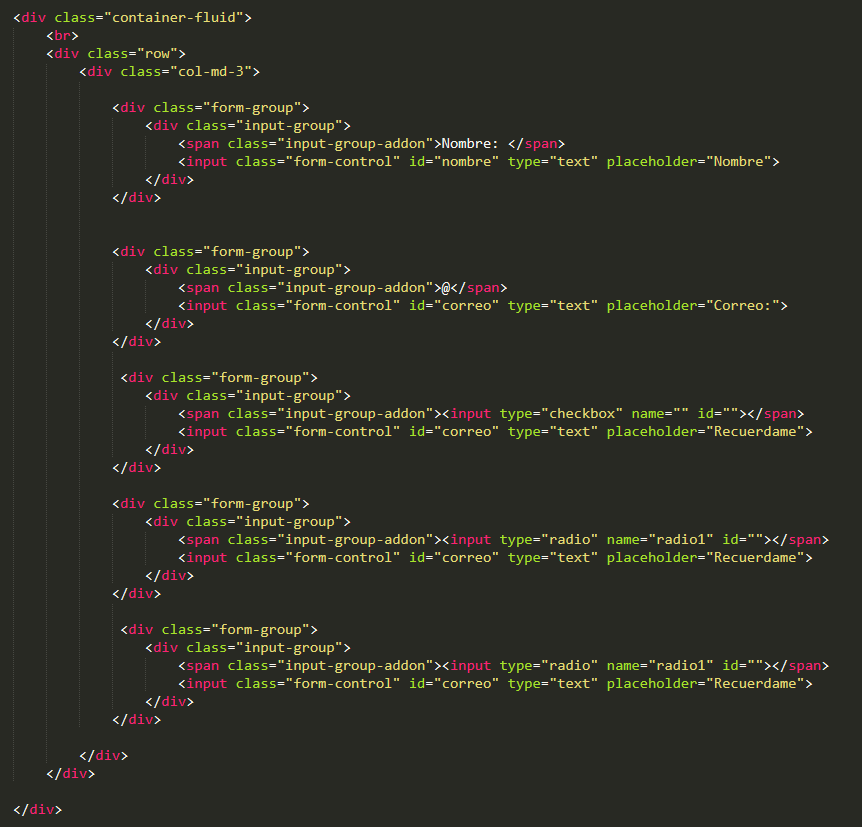 <div class="container-fluid">
<br>
<div class="row">
<div class="col-md-3">
<div class="form-group">
<div class="input-group">
<span class="input-group-addon">Nombre: </span>
<input class="form-control" id="nombre" type="text" placeholder="Nombre">
</div>
</div>
<div class="form-group">
<div class="input-group">
<span class="input-group-addon">@</span>
<input class="form-control" id="correo" type="text" placeholder="Correo:">
</div>
</div>
<div class="form-group">
<div class="input-group">
<span class="input-group-addon"><input type="checkbox" name="" id=""></span>
<input class="form-control" id="correo" type="text" placeholder="Recuerdame">
</div>
</div>
<div class="form-group">
<div class="input-group">
<span class="input-group-addon"><input type="radio" name="radio1" id=""></span>
<input class="form-control" id="correo" type="text" placeholder="Recuerdame">
</div>
</div>
<div class="form-group">
<div class="input-group">
<span class="input-group-addon"><input type="radio" name="radio1" id=""></span>
<input class="form-control" id="correo" type="text" placeholder="Recuerdame">
</div>
</div>
</div>
</div>
</div>